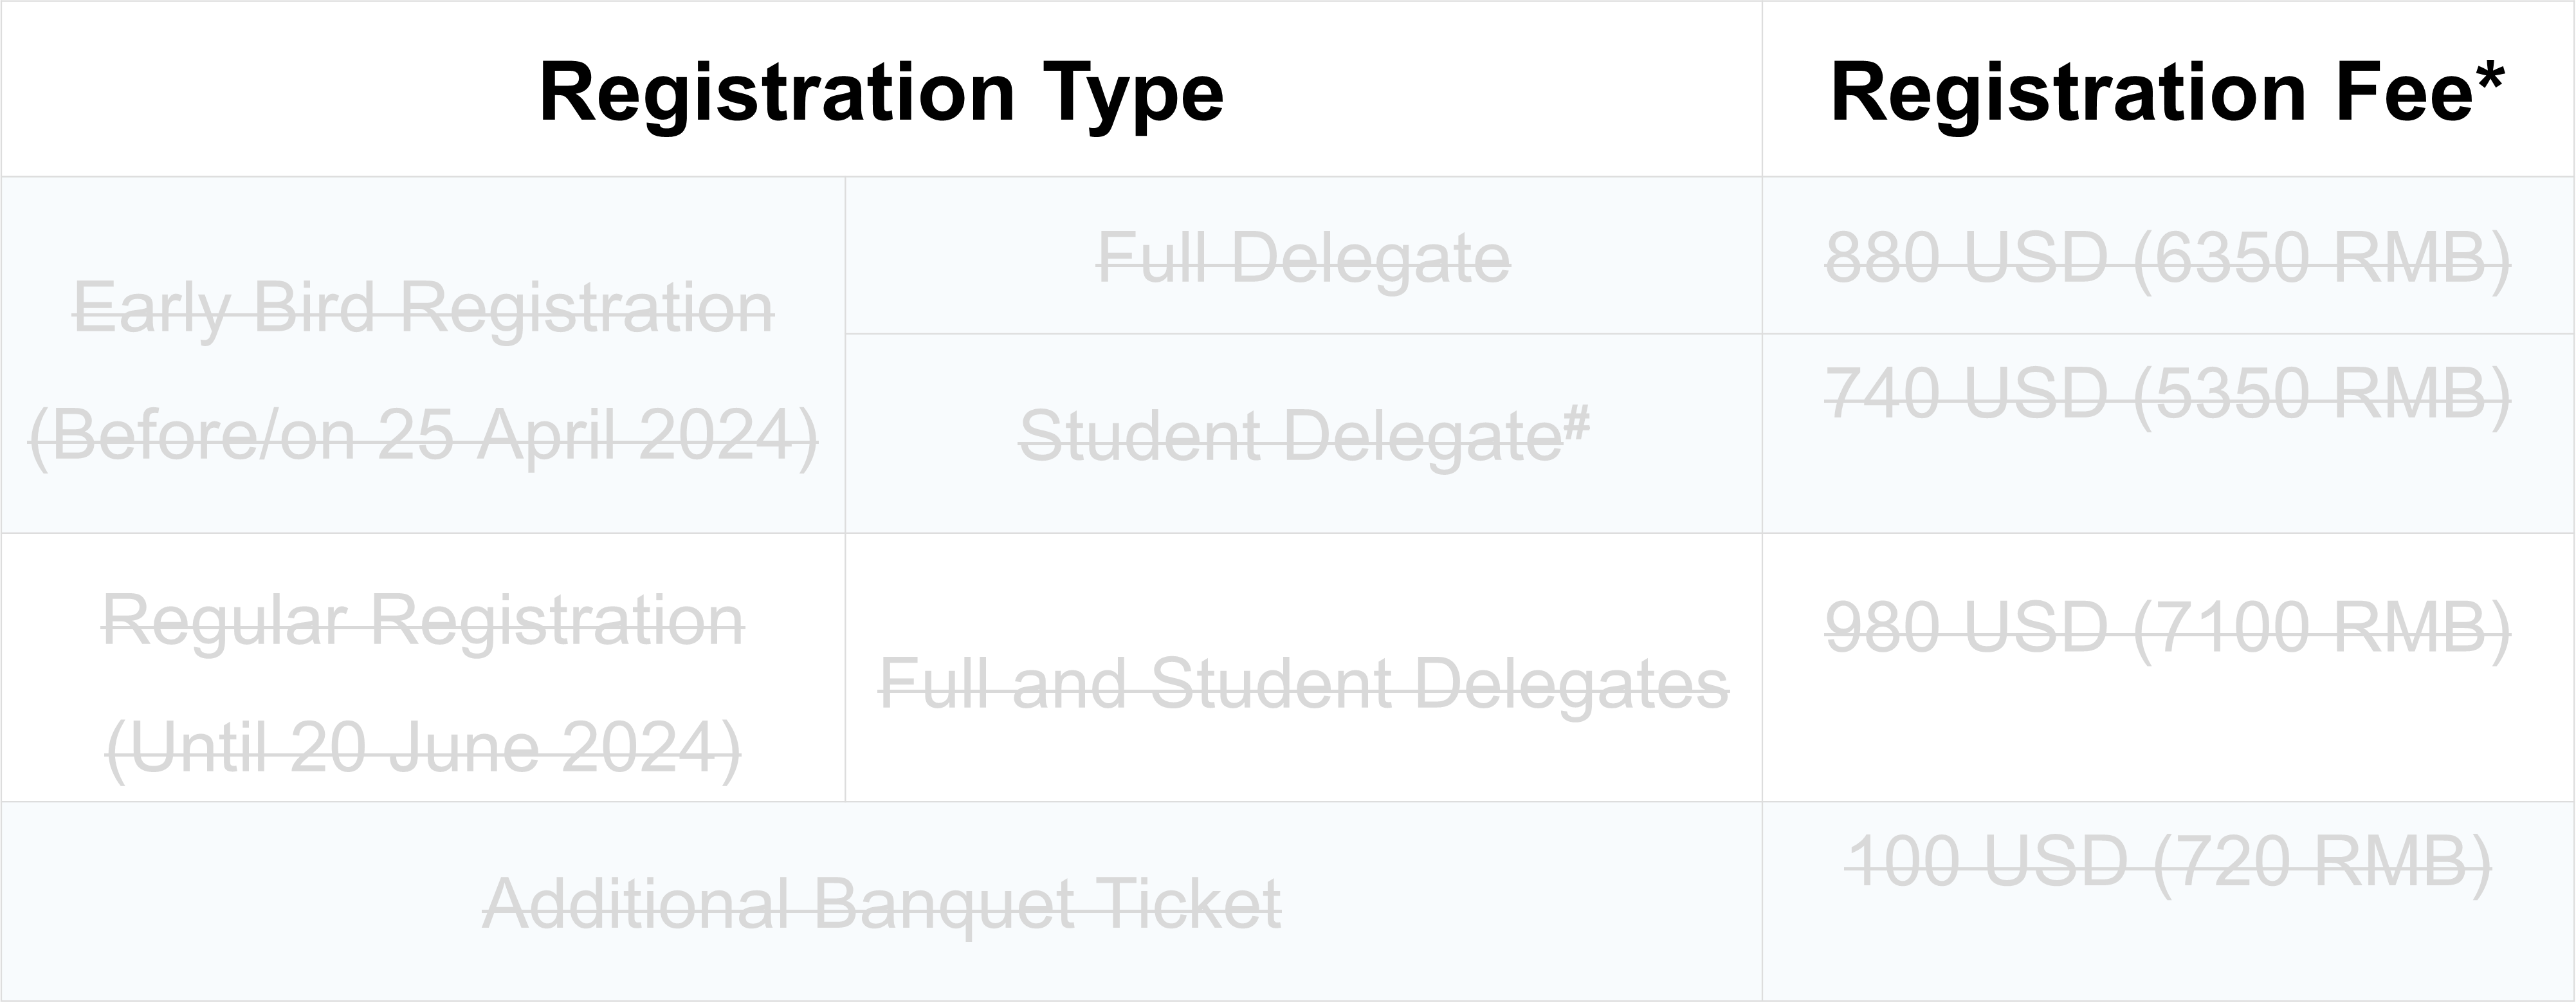 Registration Type
Registration Fee*
Early Bird Registration
(Before/on 25 April 2024)
Full Delegate
880 USD (6350 RMB)
Student Delegate#
740 USD (5350 RMB)
Regular Registration
(Until 20 June 2024)
Full and Student Delegates
980 USD (7100 RMB)
Additional Banquet Ticket
100 USD (720 RMB)